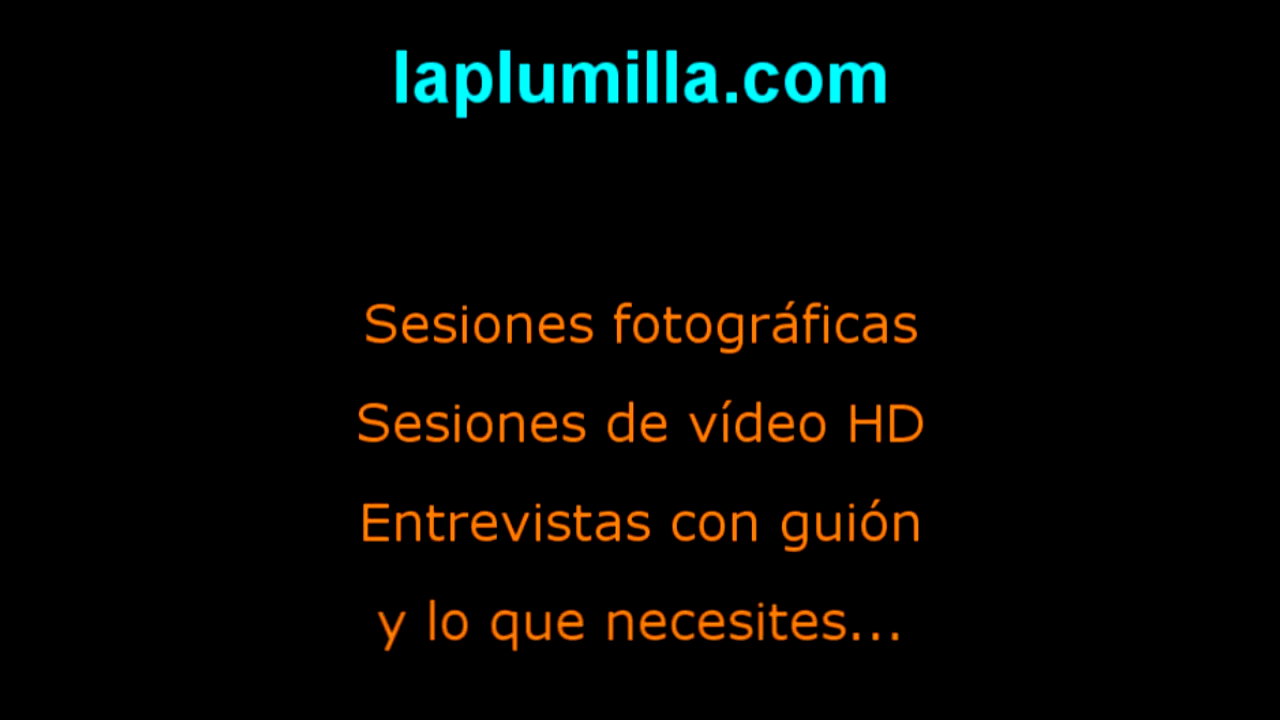 laplumilla.com
Sesiones fotográficas
Sesiones de vídeo HD
Entrevistas con guión
y lo que necesites...